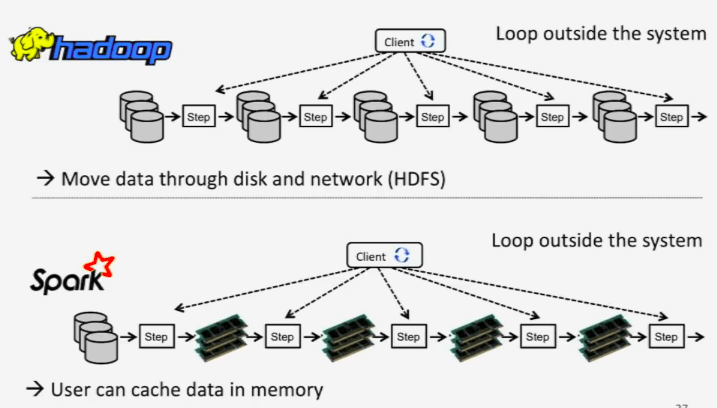 hadoop
Client
Loop outside the system
Step Step Step Step Step
→ Move data through disk and network (HDFS)
Spark
Client
Loop outside the system
Step Step Step Step Step
→ User can cache data in memory